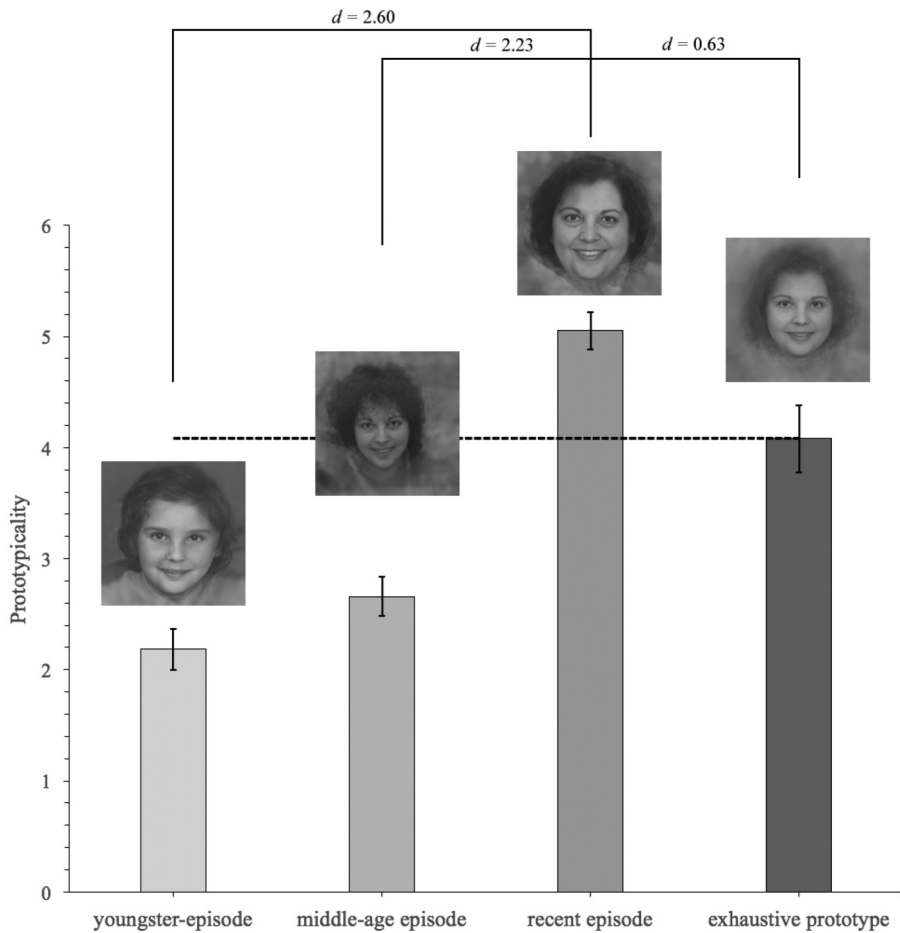 d = 2.60
d = 2.23
d = 0.63
6
5
4
3
2
1
0
Prototypicality
youngster-episode
middle-age episode
recent episode
exhaustive prototype